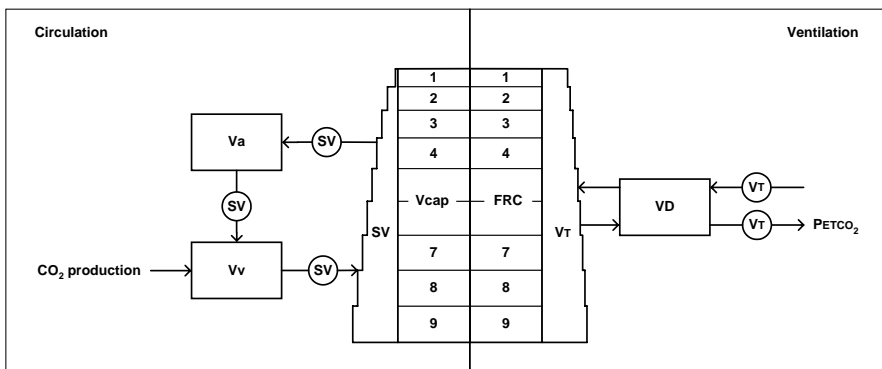 Circulation
Ventilation
1 1
2 2
3 3
4 4
Va
SV
SV
Vcap FRC
SV
VT
VD
VT
VT
PETCO₂
CO₂ production
Vv
SV
7 7
8 8
9 9